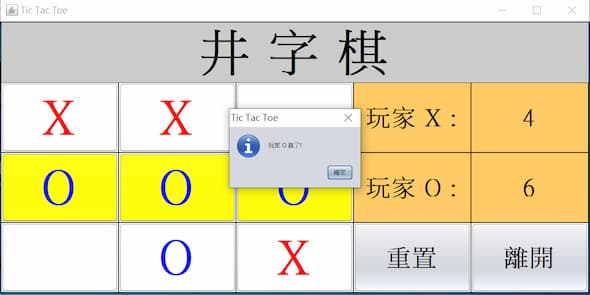 Tic Tac Toe
井字棋
X X
Tic Tac Toe
玩家 O 贏了!
確定
玩家 X : 4
O O O
玩家 O : 6
O X
重置 離開